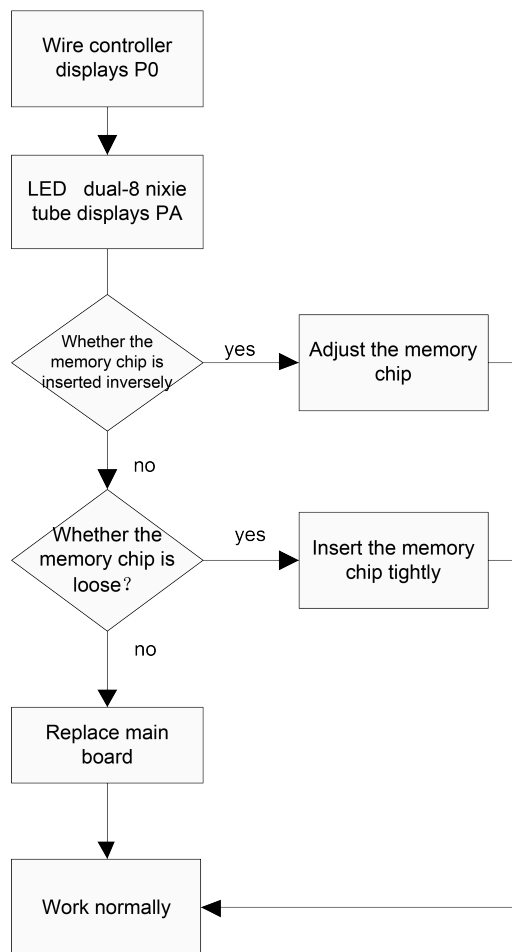 Wire controller
displays P0
LED dual-8 nixie
tube displays PA
Whether the
memory chip is
inserted inversely
yes
Adjust the memory
chip
no
Whether the
memory chip is
loose？
yes
Insert the memory
chip tightly
no
Replace main
board
Work normally